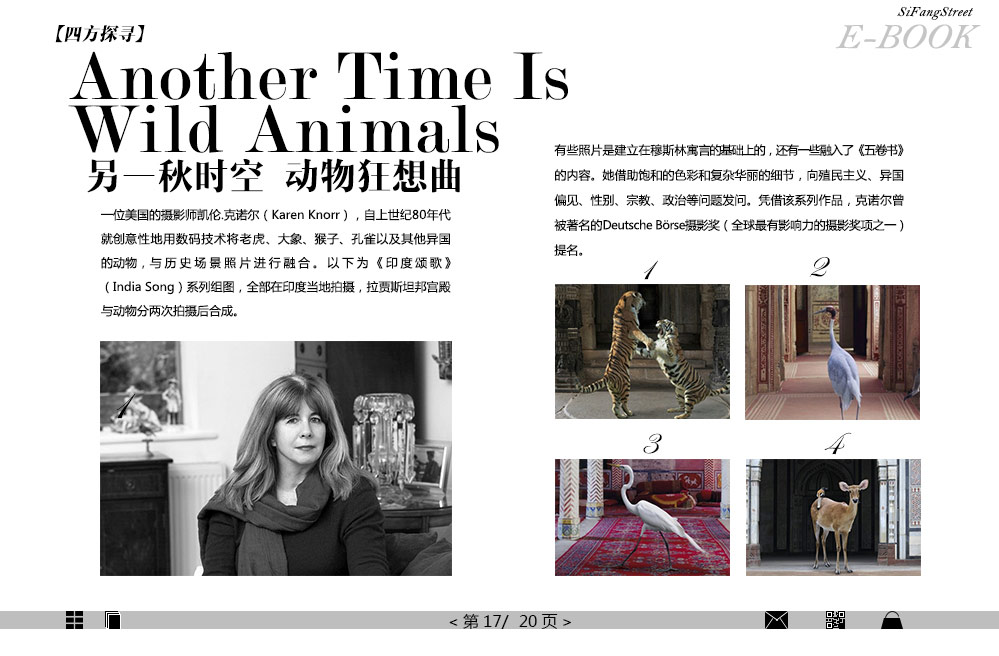 SiFangStreet
E-BOOK
【四方探寻】
Another Time Is
Wild Animals
另一秋时空 动物狂想曲
一位美国的摄影师凯伦.克诺尔（Karen Knorr），自上世纪80年代
就创意性地用数码技术将老虎、大象、猴子、孔雀以及其他异国
的动物，与历史场景照片进行融合。以下为《印度颂歌》
（India Song）系列组图，全部在印度当地拍摄，拉贾斯坦邦宫殿
与动物分两次拍摄后合成。
有些照片是建立在穆斯林寓言的基础上的，还有一些融入了《五卷书》
的内容。她借助饱和的色彩和复杂华丽的细节，向殖民主义、异国
偏见、性别、宗教、政治等问题发问。凭借该系列作品，克诺尔曾
被著名的Deutsche Börse摄影奖（全球最有影响力的摄影奖项之一）
提名。
1
2
3
4
1
< 第 17/ 20 页 >